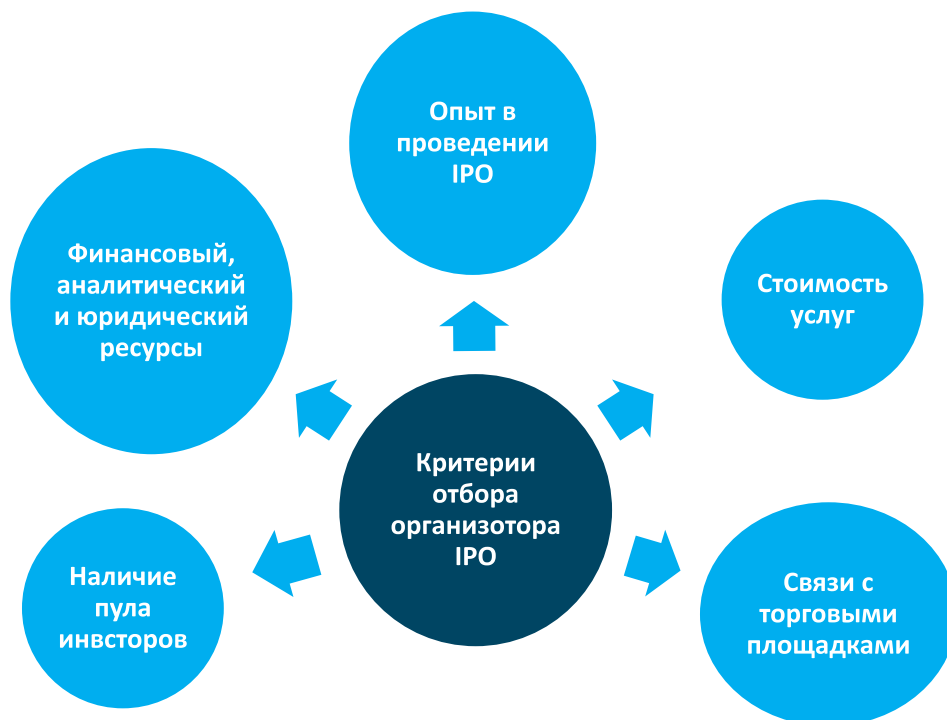 Опыт в
проведении
IPO
Финансовый,
аналитический
и юридический
ресурсы
Стоимость
услуг
Критерии
отбора
организотора
IPO
Наличие
пула
инвсторов
Связи с
торговыми
площадками